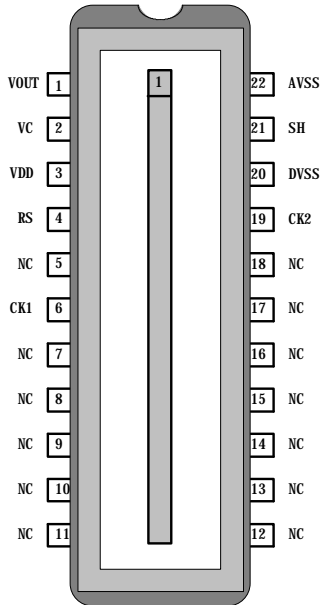 VOUT 1 1 22 AVSS
VC 2 21 SH
VDD 3 20 DVSS
RS 4 19 CK2
NC 5 18 NC
CK1 6 17 NC
NC 7 16 NC
NC 8 15 NC
NC 9 14 NC
NC 10 13 NC
NC 11 12 NC